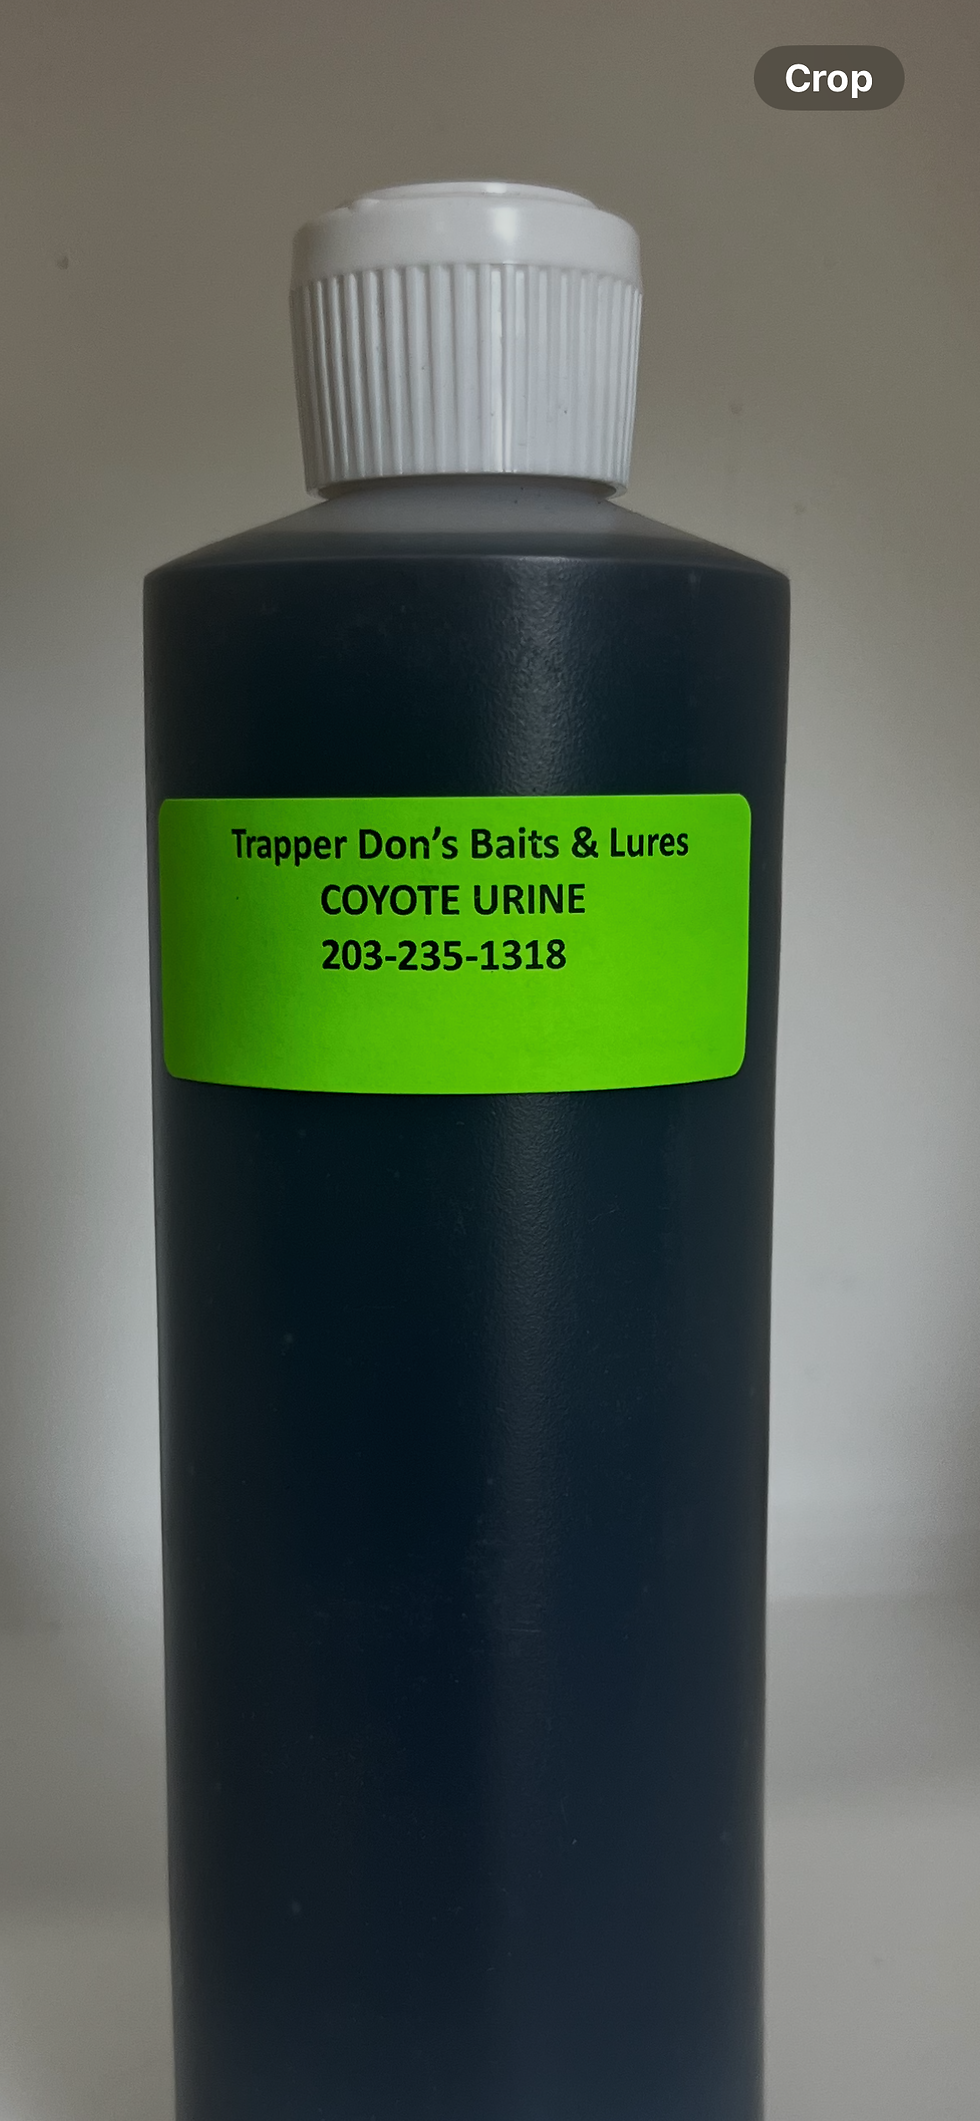 Crop
Trapper Don's Baits & Lures
COYOTE URINE
203-235-1318